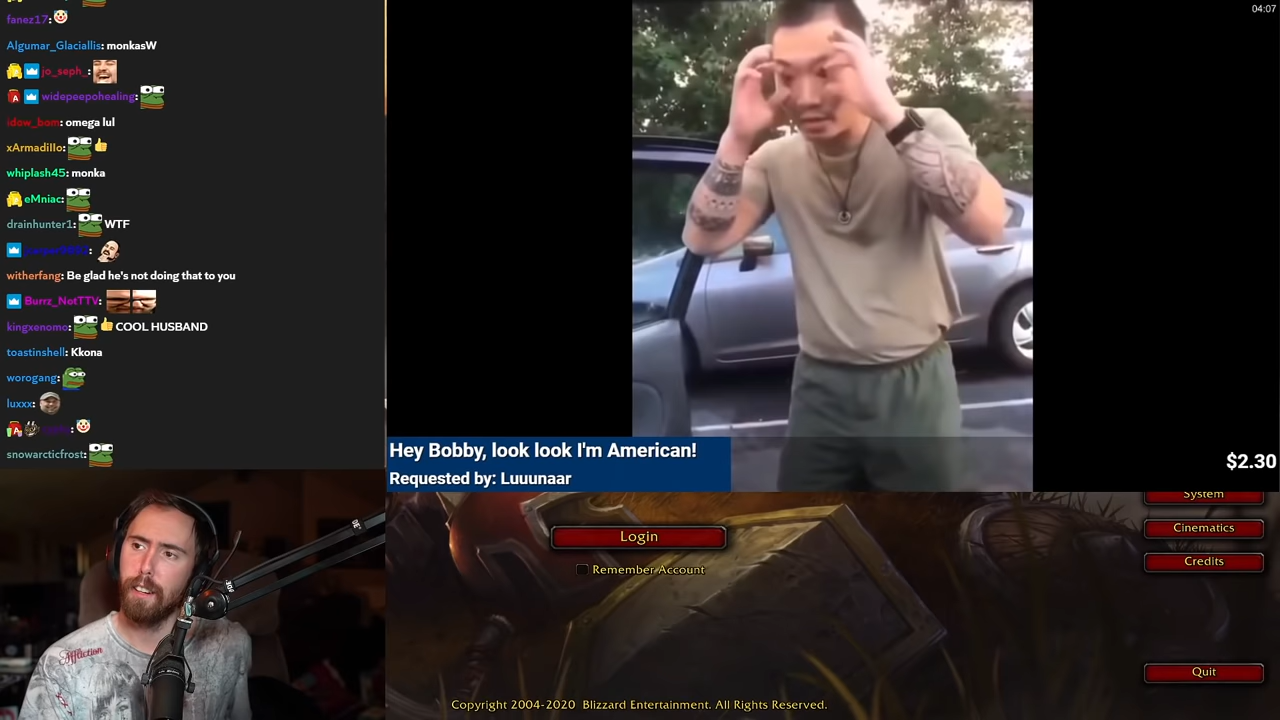 fanez17:
Algumar_Glaciallis: monkasW
jo_seph_:
widepeepohealing:
idow_bom: omega lul
xArmadillo:
whiplash45: monka
eMniac:
drainhunter1: WTF
witherfang: Be glad he's not doing that to you
Burrz_NotTTV:
kingxenomo: COOL HUSBAND
toastinshell: Kkona
worogang:
luxxx:
snowarcticfrost:
04:07
Hey Bobby, look look I'm American!
Requested by: Luuunaar
$2.30
Affliction
Login
Remember Account
System
Cinematics
Credits
Quit
Copyright 2004-2020 Blizzard Entertainment. All Rights Reserved.